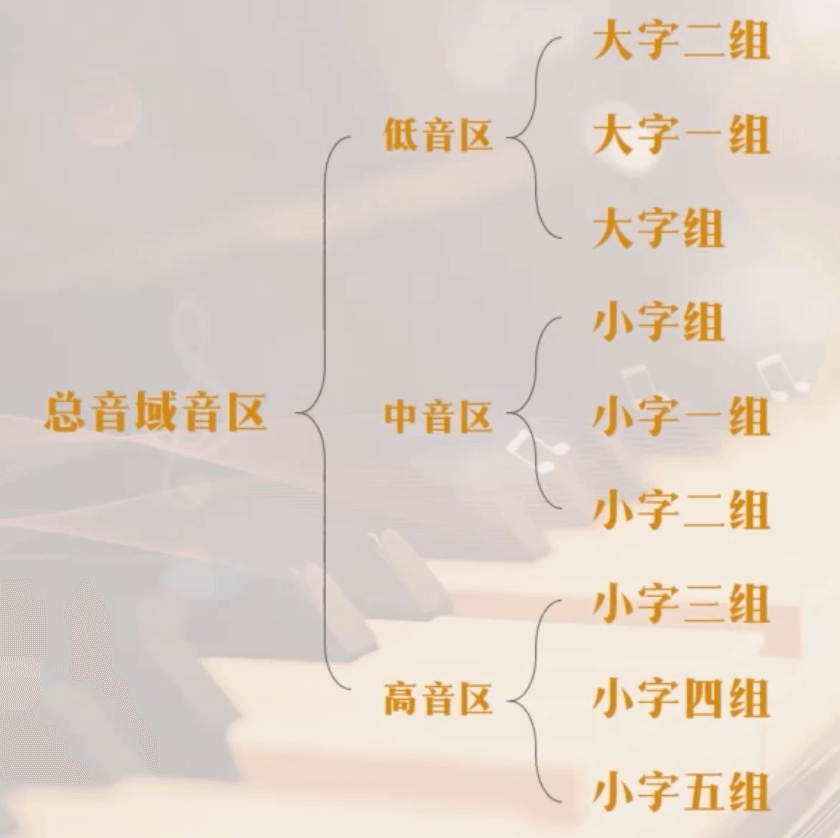 总音域音区
低音区
大字二组
大字一组
大字组
中音区
小字组
小字一组
小字二组
高音区
小字三组
小字四组
小字五组